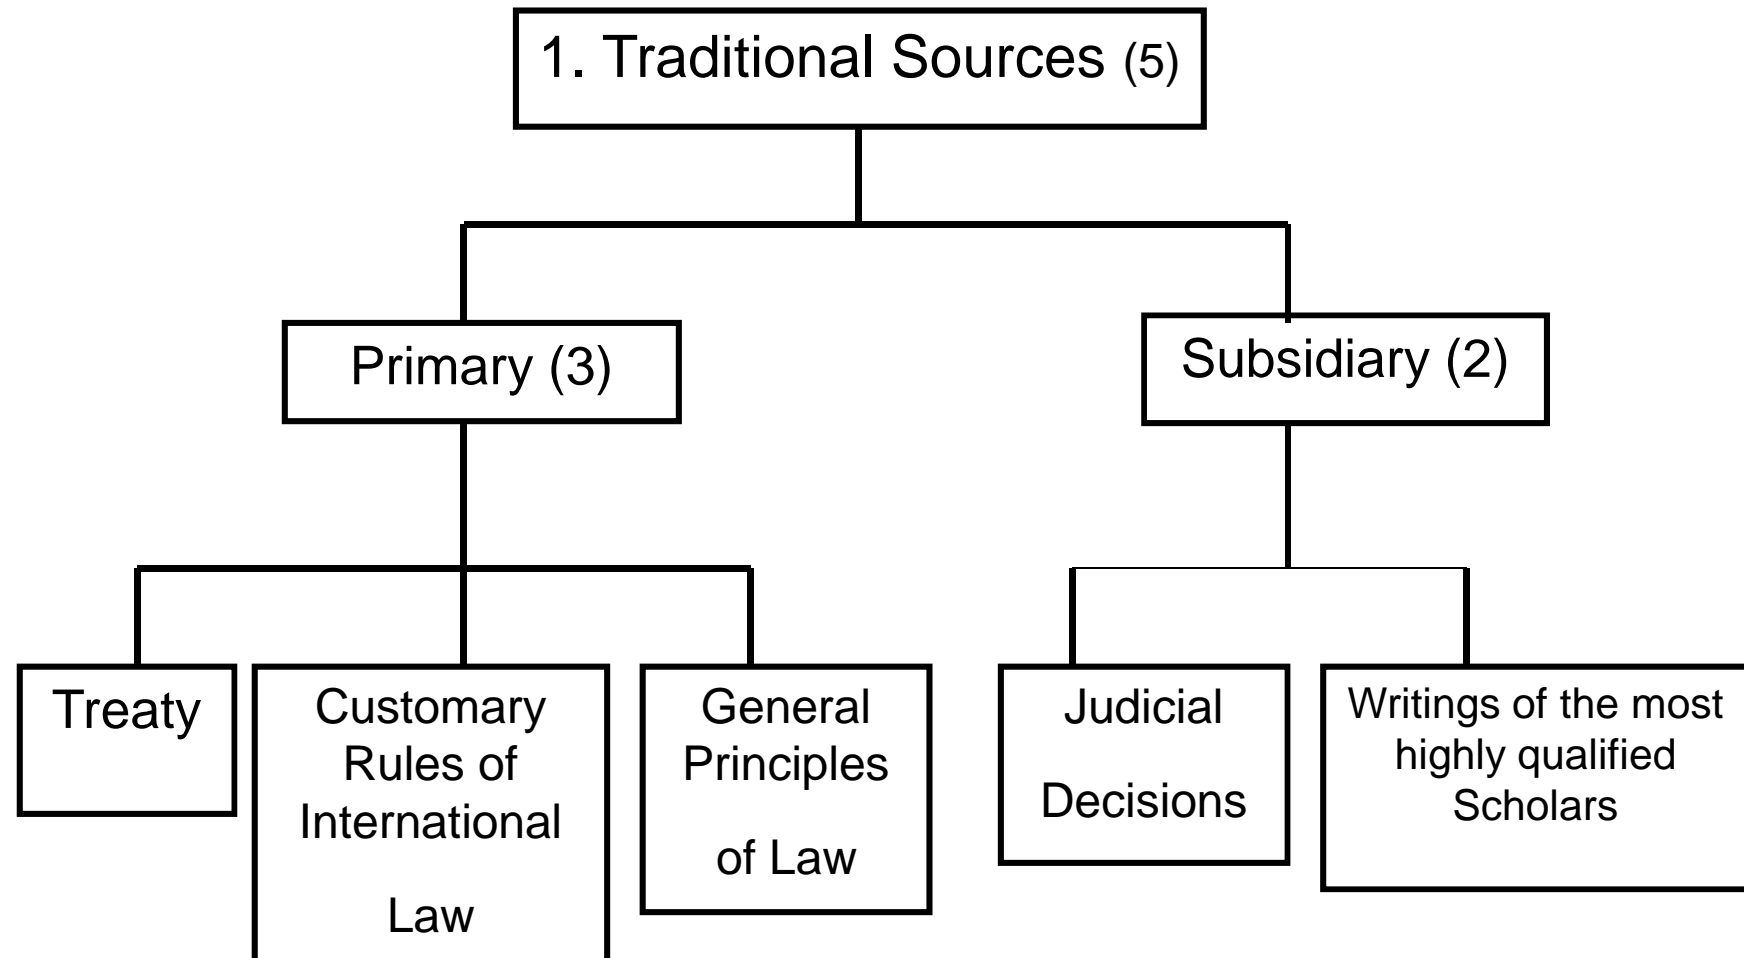 1. Traditional Sources (5)
Primary (3)
Subsidiary (2)
Treaty
Customary
Rules of
International
Law
General
Principles
of Law
Judicial
Decisions
Writings of the most
highly qualified
Scholars